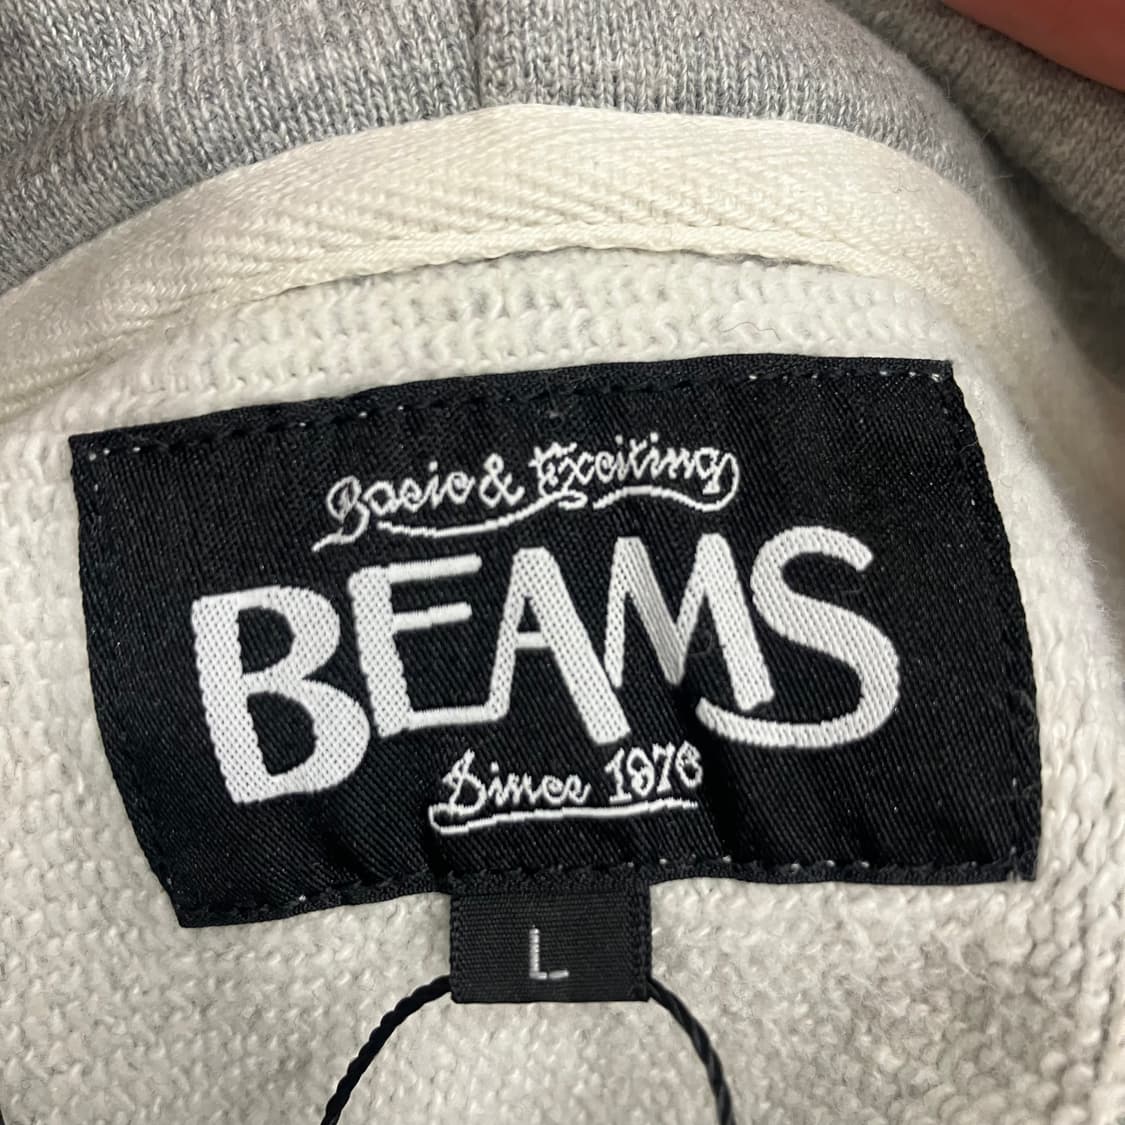 Basic & Exciting
BEAMS
Since 1976
L